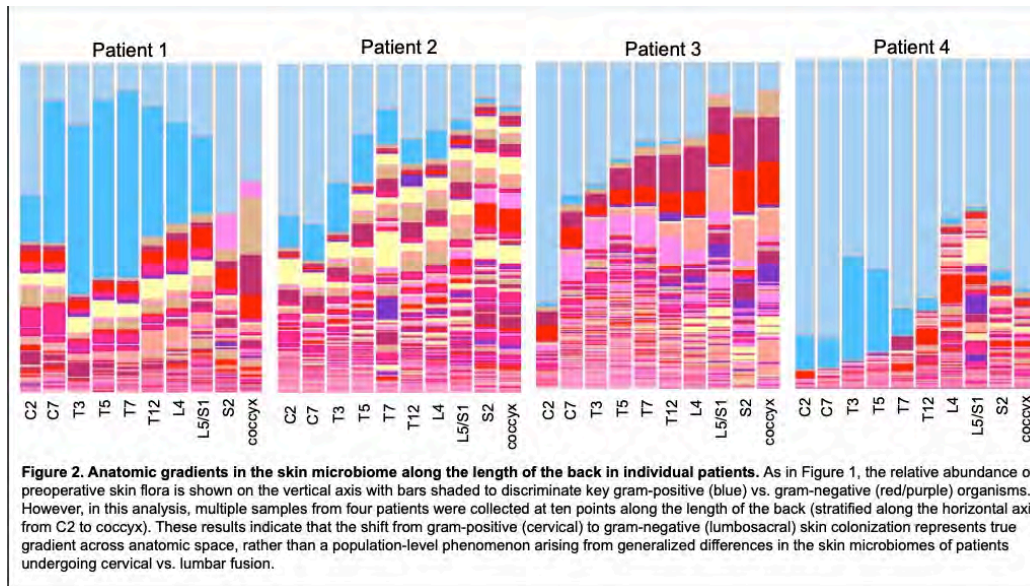 Patient 1 Patient 2 Patient 3 Patient 4
C2 C7 T3 T5 T7 T12 L4 L5/S1 S2 coccyx C2 C7 T3 T5 T7 T12 L4 L5/S1 S2 coccyx C2 C7 T3 T5 T7 T12 L4 L5/S1 S2 coccyx C2 C7 T3 T5 T7 T12 L4 L5/S1 S2 coccyx
Figure 2. Anatomic gradients in the skin microbiome along the length of the back in individual patients. As in Figure 1, the relative abundance o
preoperative skin flora is shown on the vertical axis with bars shaded to discriminate key gram-positive (blue) vs. gram-negative (red/purple) organisms.
However, in this analysis, multiple samples from four patients were collected at ten points along the length of the back (stratified along the horizontal axi
from C2 to coccyx). These results indicate that the shift from gram-positive (cervical) to gram-negative (lumbosacral) skin colonization represents true
gradient across anatomic space, rather than a population-level phenomenon arising from generalized differences in the skin microbiomes of patients
undergoing cervical vs. lumbar fusion.